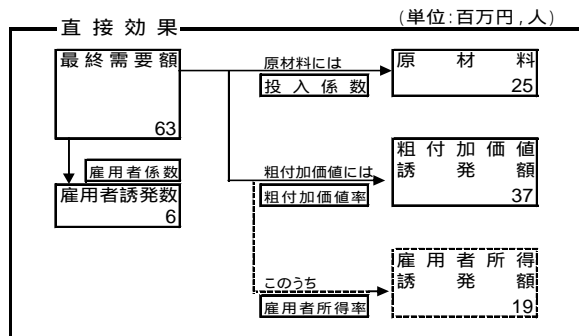 直接効果
(単位:百万円,人)
最終需要額
63
原材料には
投入係数
原材料
25
雇用者係数
雇用者誘発数
6
粗付加価値には
粗付加価値率
粗付加価値
誘発額
37
このうち
雇用者所得率
雇用者所得
誘発額
19